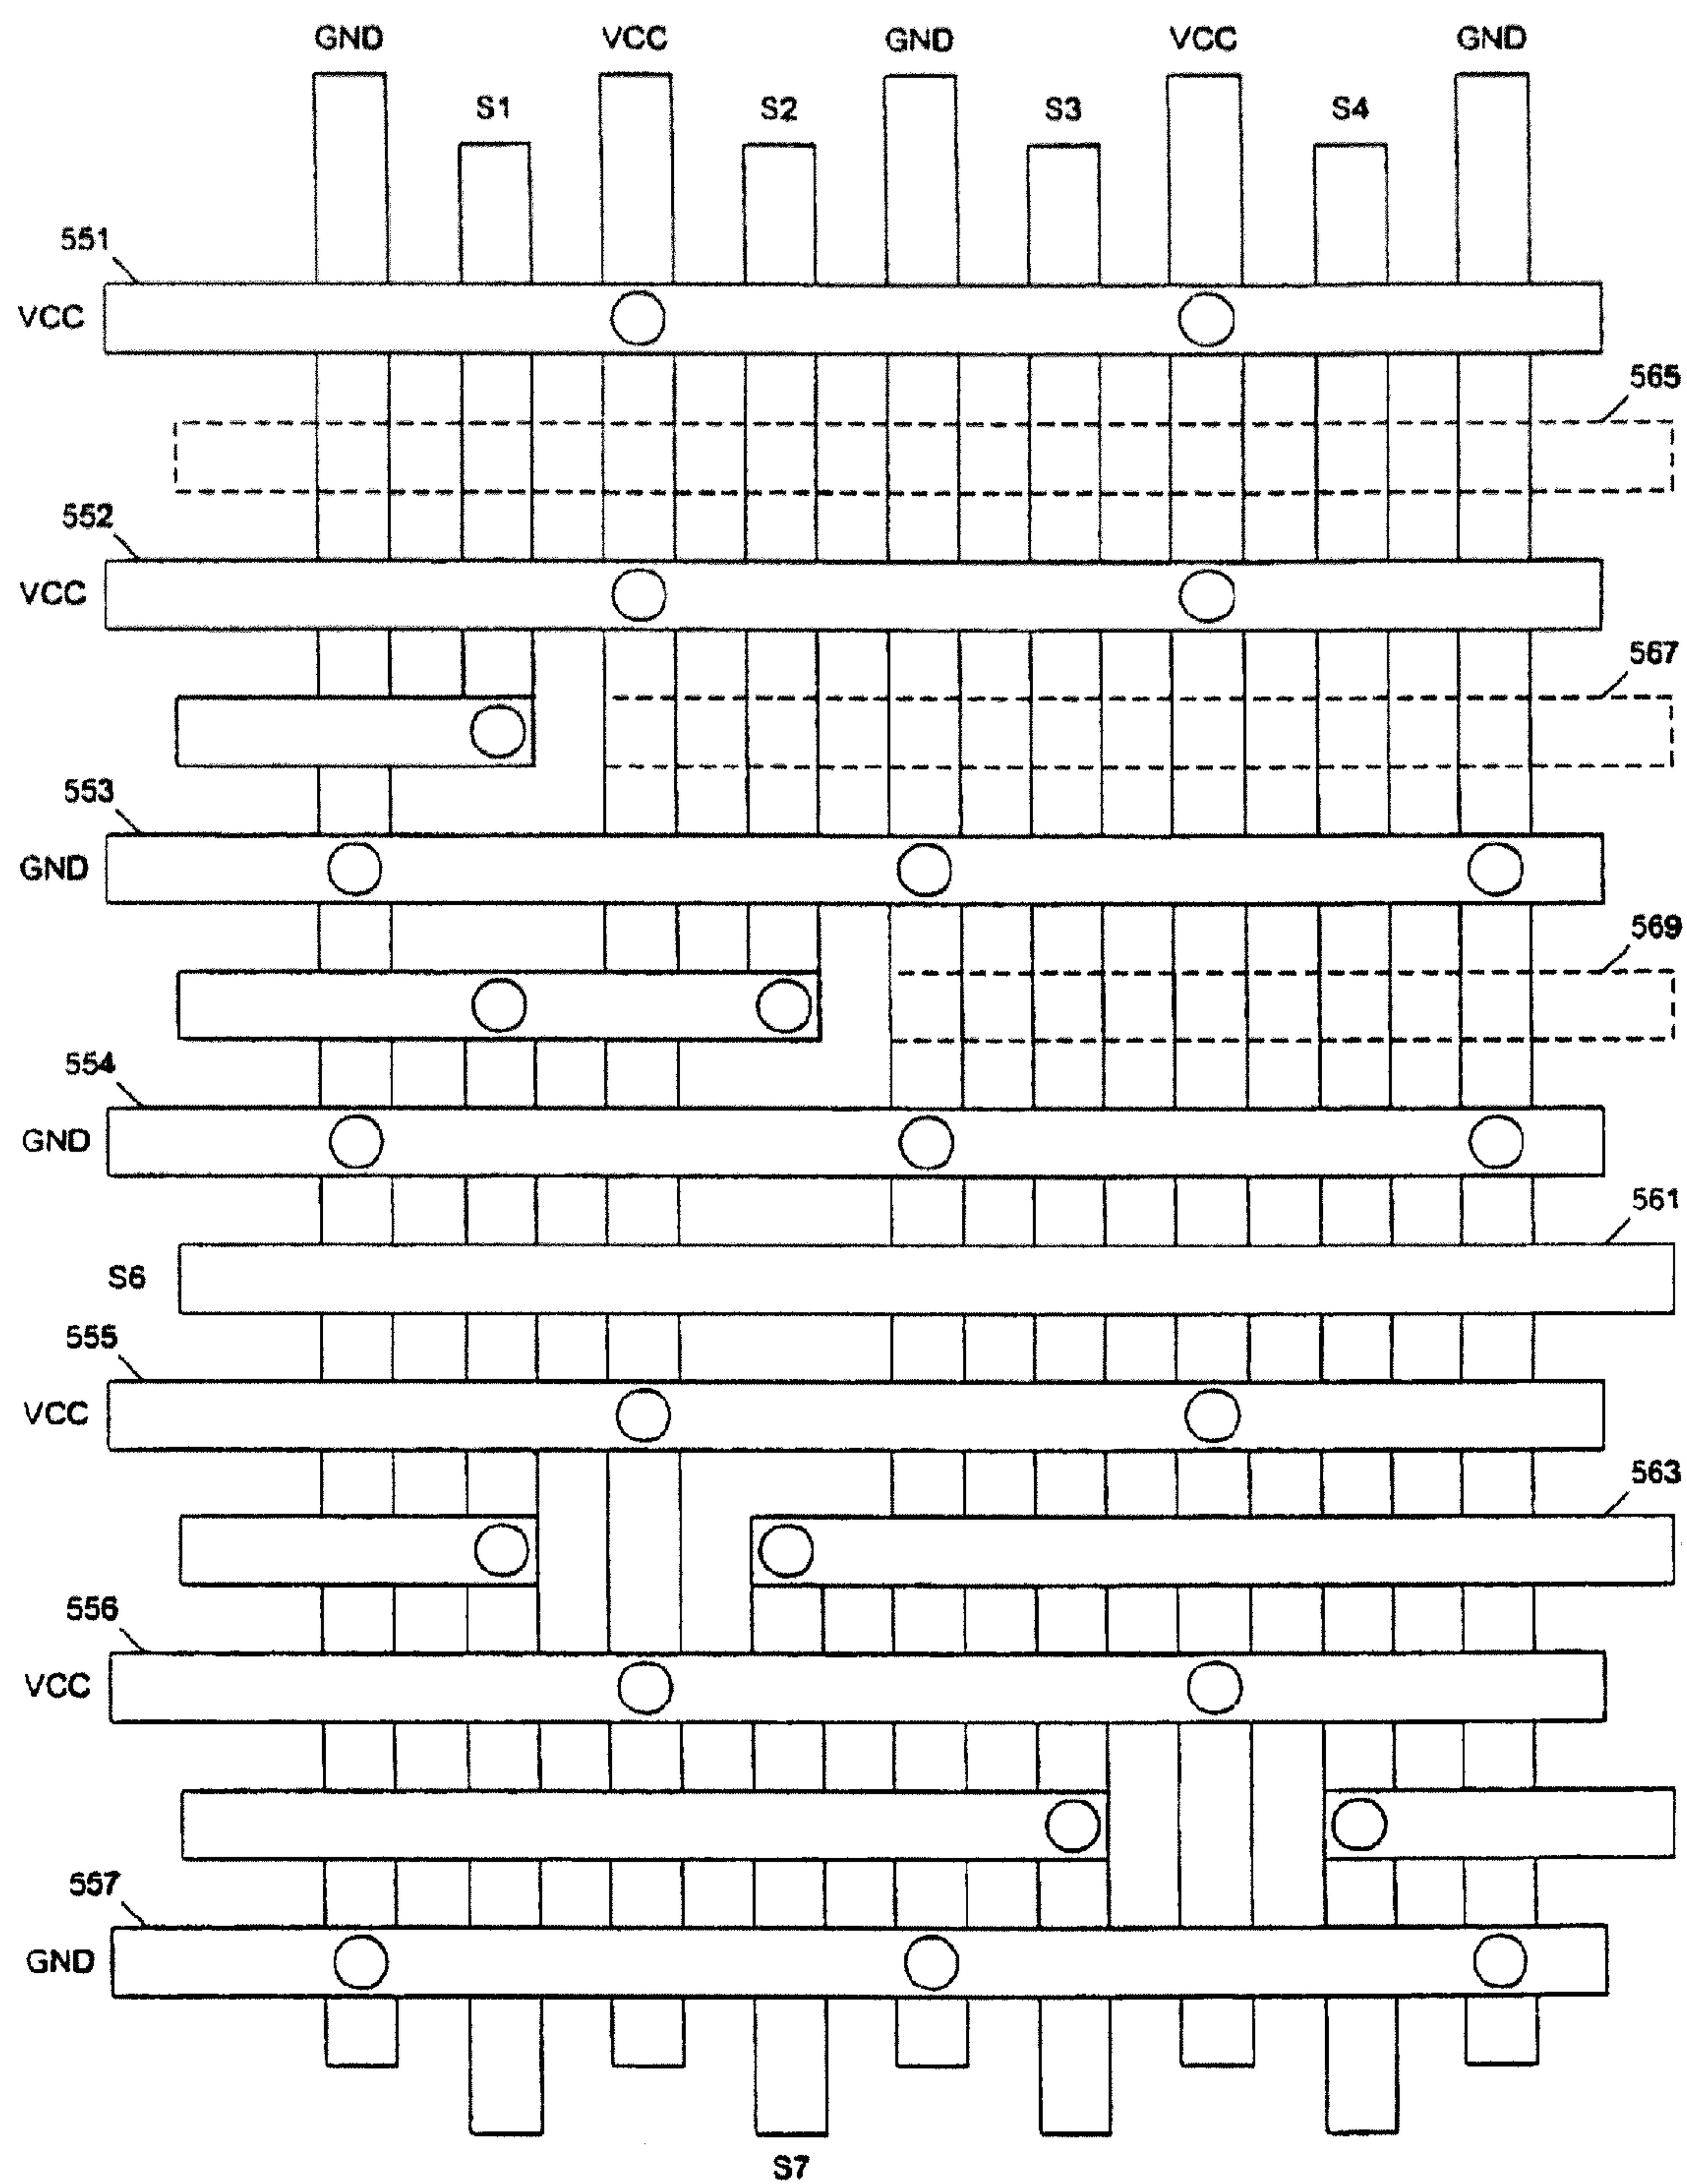 GND VCC GND VCC GND
S1 S2 S3 S4
551
VCC
565
552
VCC
567
553
GND
569
554
GND
561
S6
555
VCC
563
556
VCC
557
GND
S7